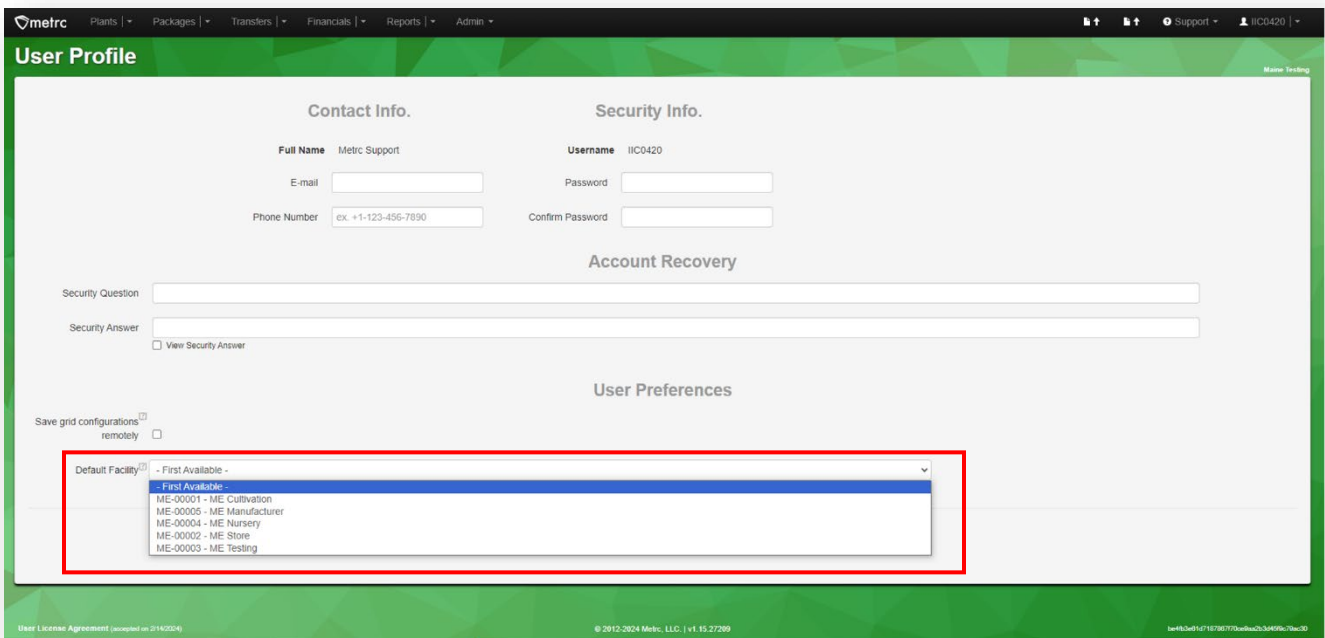 metrc Plants | Packages | Transfers | Financials | Reports | Admin Support IIC0420 |
User Profile
Maine Testing
Contact Info. Security Info.
Full Name Metrc Support Username IIC0420
E-mail Password
Phone Number ex. +1-123-456-7890 Confirm Password
Account Recovery
Security Question
Security Answer
View Security Answer
User Preferences
Save grid configurations [?]
remotely
Default Facility [?] - First Available -
- First Available -
ME-00001 - ME Cultivation
ME-00005 - ME Manufacturer
ME-00004 - ME Nursery
ME-00002 - ME Store
ME-00003 - ME Testing
User License Agreement (accepted on 2/14/2024) © 2012-2024 Metrc, LLC. | v1.15.27209